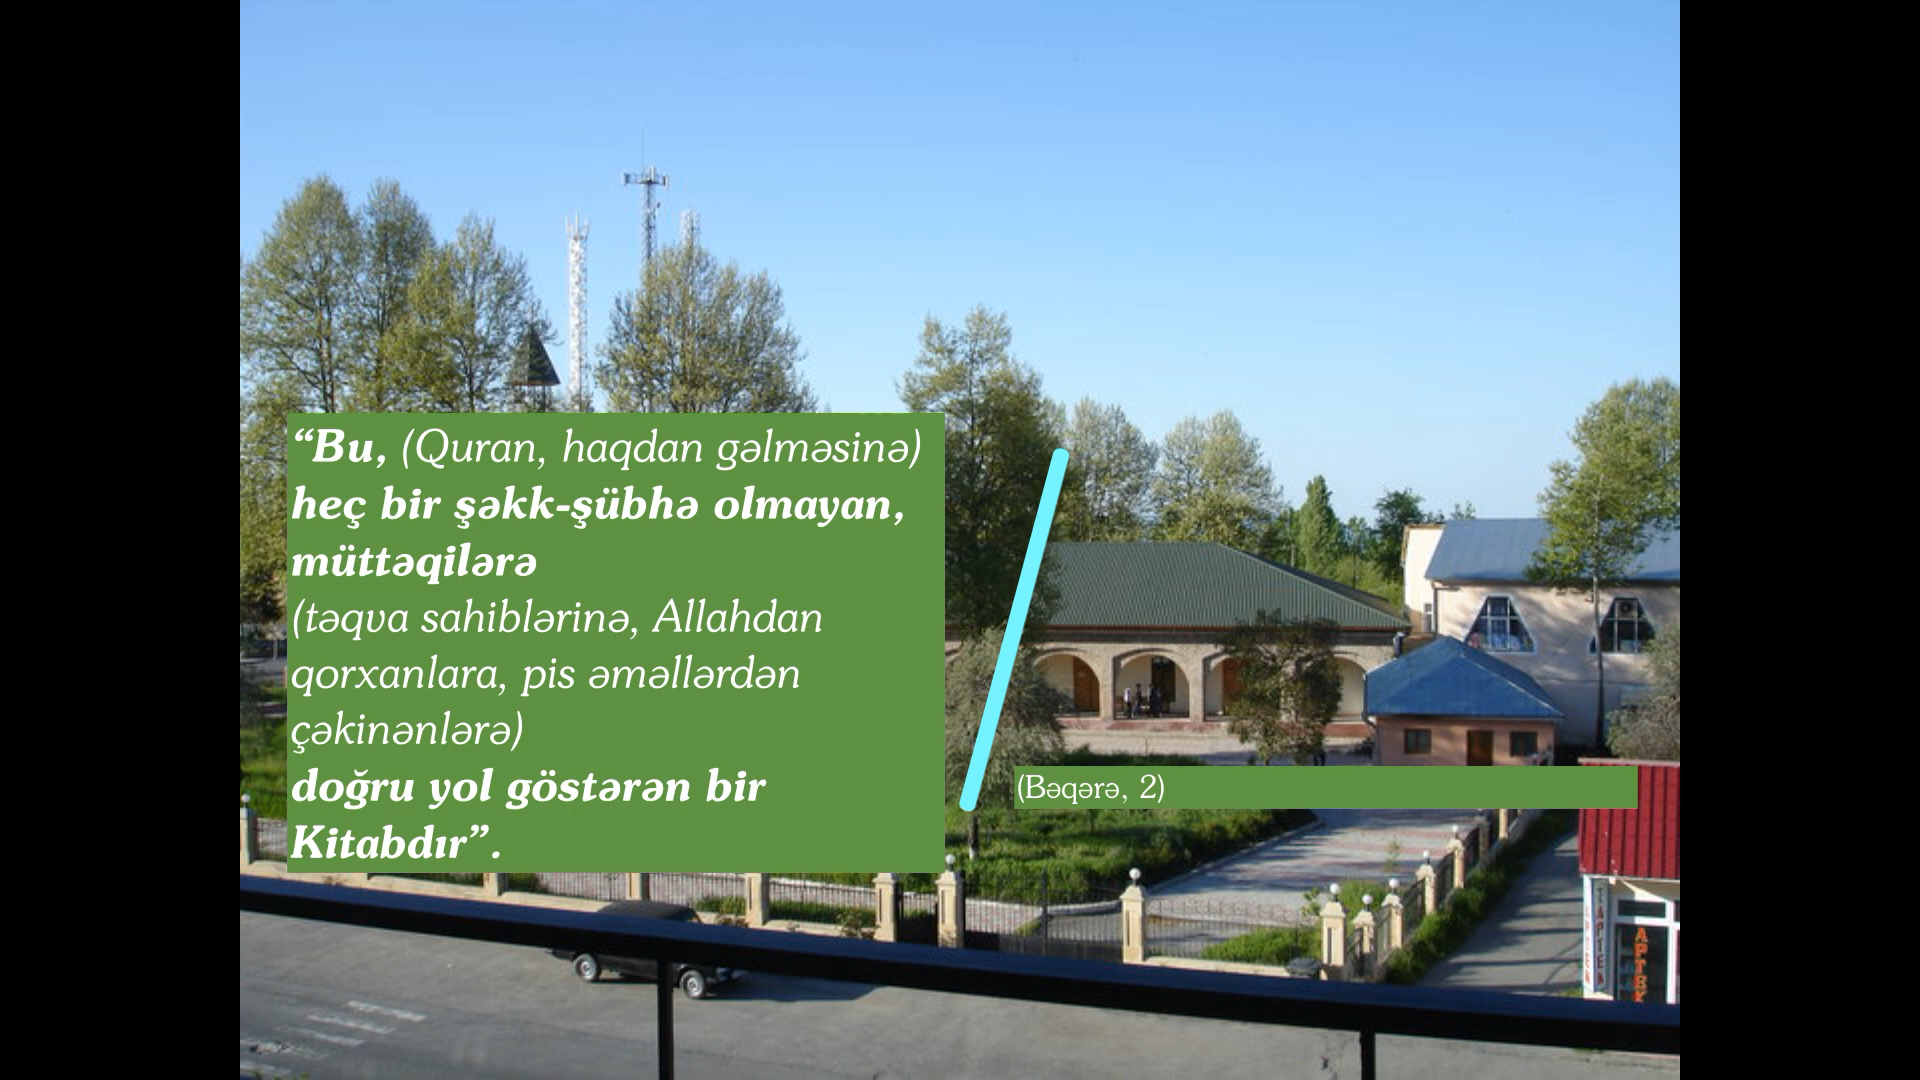 “Bu, (Quran, haqdan gəlməsinə)
heç bir şəkk-şübhə olmayan,
müttəqilərə
(təqva sahiblərinə, Allahdan
qorxanlara, pis əməllərdən
çəkinənlərə)
doğru yol göstərən bir
Kitabdır”.
(Bəqərə, 2)
APTEK